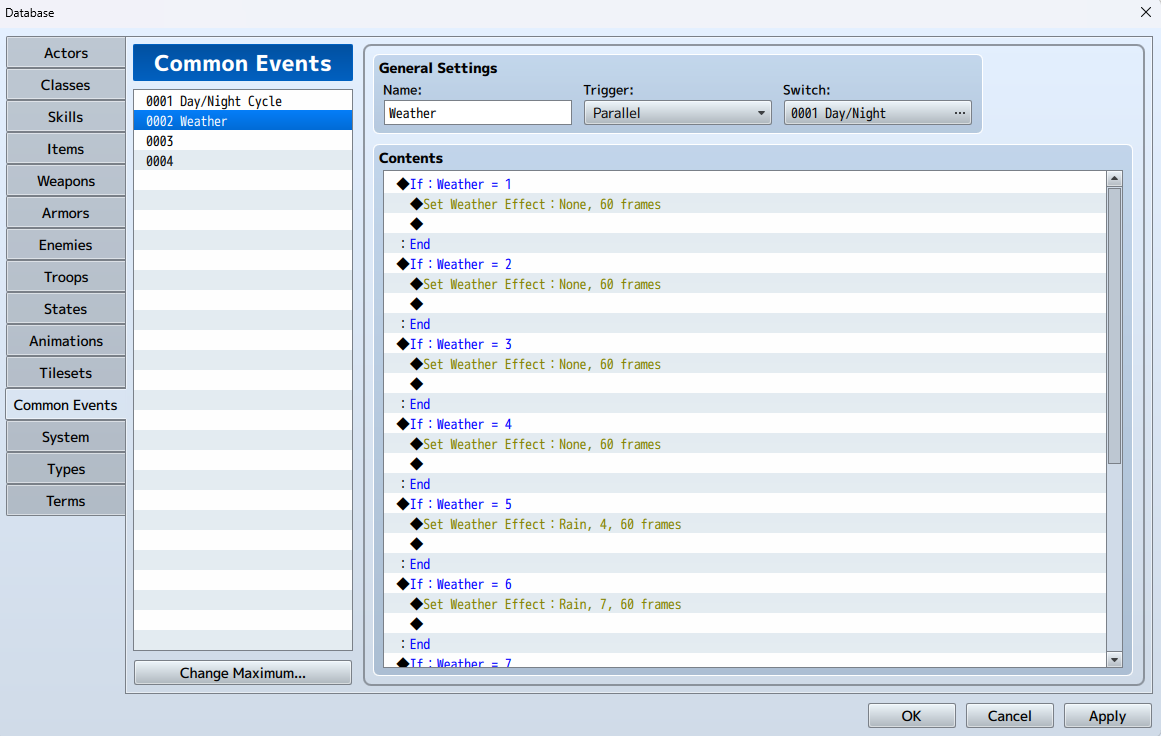 Database
Actors
Classes
Skills
Items
Weapons
Armors
Enemies
Troops
States
Animations
Tilesets
Common Events
System
Types
Terms
Common Events
0001 Day/Night Cycle
0002 Weather
0003
0004
Change Maximum...
General Settings
Name: Trigger: Switch:
Weather Parallel 0001 Day/Night ...
Contents
◆If：Weather = 1
◆Set Weather Effect：None, 60 frames
◆
：End
◆If：Weather = 2
◆Set Weather Effect：None, 60 frames
◆
：End
◆If：Weather = 3
◆Set Weather Effect：None, 60 frames
◆
：End
◆If：Weather = 4
◆Set Weather Effect：None, 60 frames
◆
：End
◆If：Weather = 5
◆Set Weather Effect：Rain, 4, 60 frames
◆
：End
◆If：Weather = 6
◆Set Weather Effect：Rain, 7, 60 frames
◆
：End
◆If：Weather = 7
OK Cancel Apply